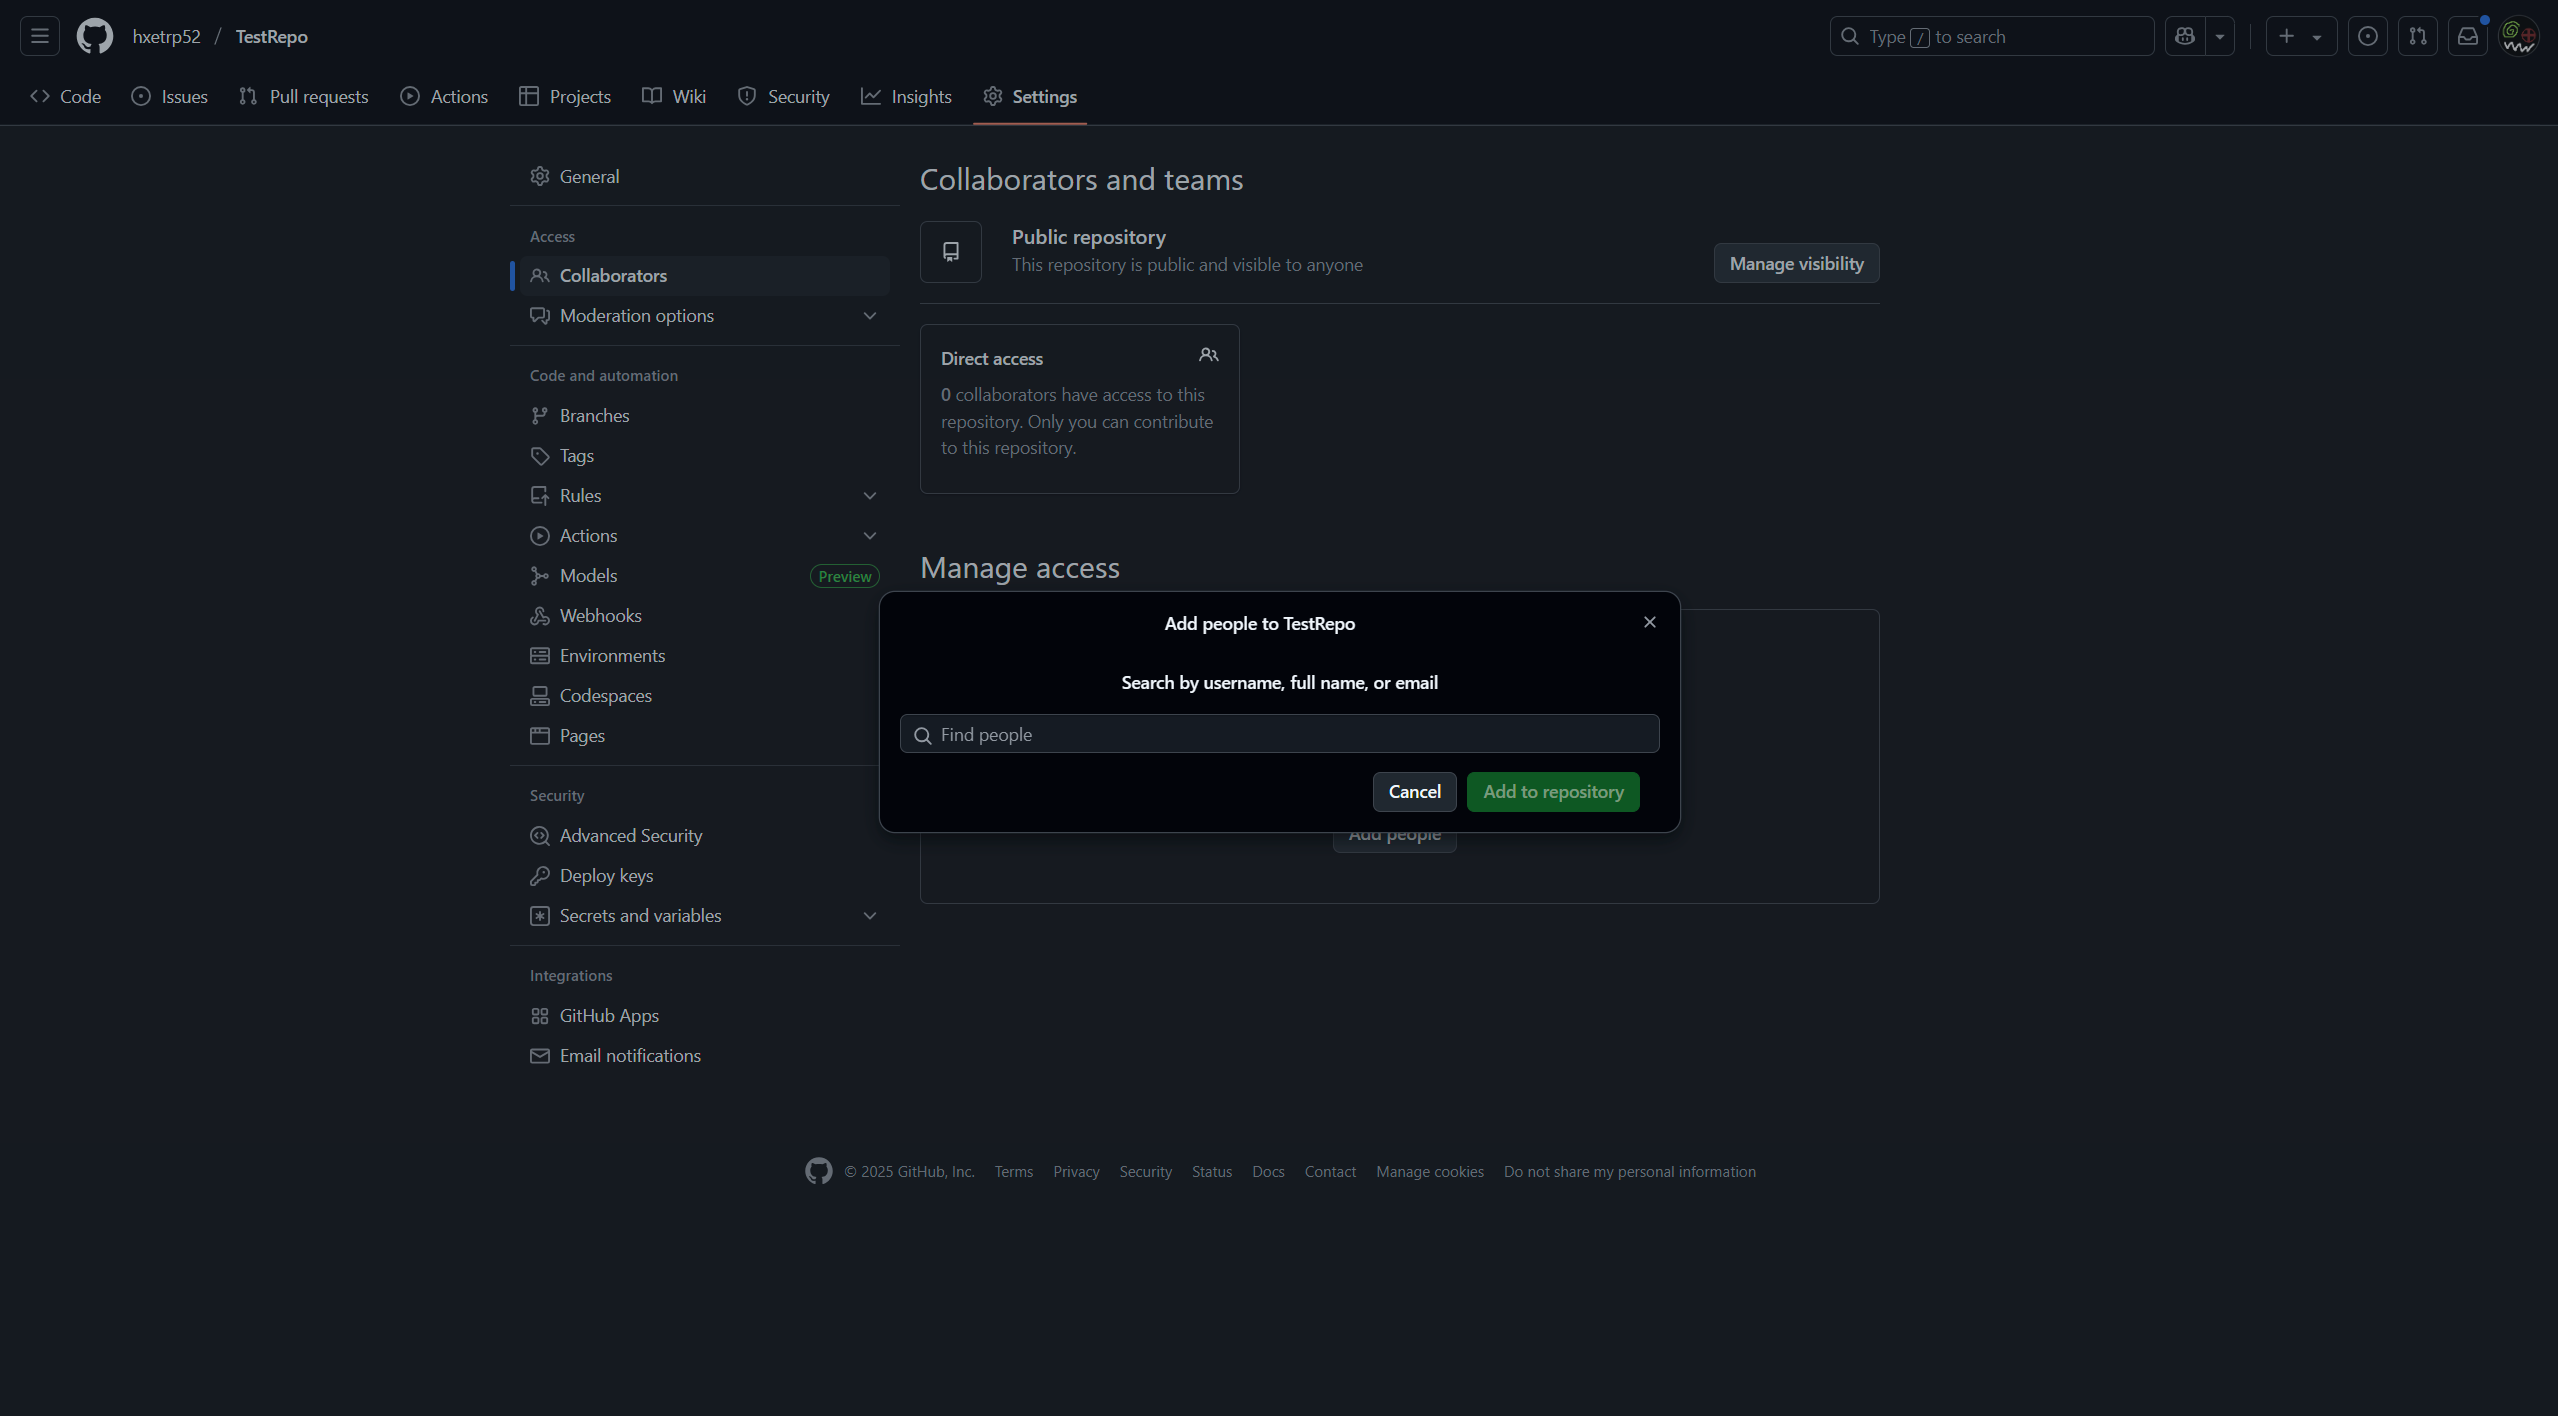 hxetrp52 / TestRepo
Type / to search
Code
Issues
Pull requests
Actions
Projects
Wiki
Security
Insights
Settings
General
Access
Collaborators
Moderation options
Code and automation
Branches
Tags
Rules
Actions
Models
Preview
Webhooks
Environments
Codespaces
Pages
Security
Advanced Security
Deploy keys
Secrets and variables
Integrations
GitHub Apps
Email notifications
Collaborators and teams
Public repository
This repository is public and visible to anyone
Manage visibility
Direct access
0 collaborators have access to this
repository. Only you can contribute
to this repository.
Manage access
Add people to TestRepo
Search by username, full name, or email
Find people
Cancel
Add to repository
Add people
© 2025 GitHub, Inc.
Terms
Privacy
Security
Status
Docs
Contact
Manage cookies
Do not share my personal information